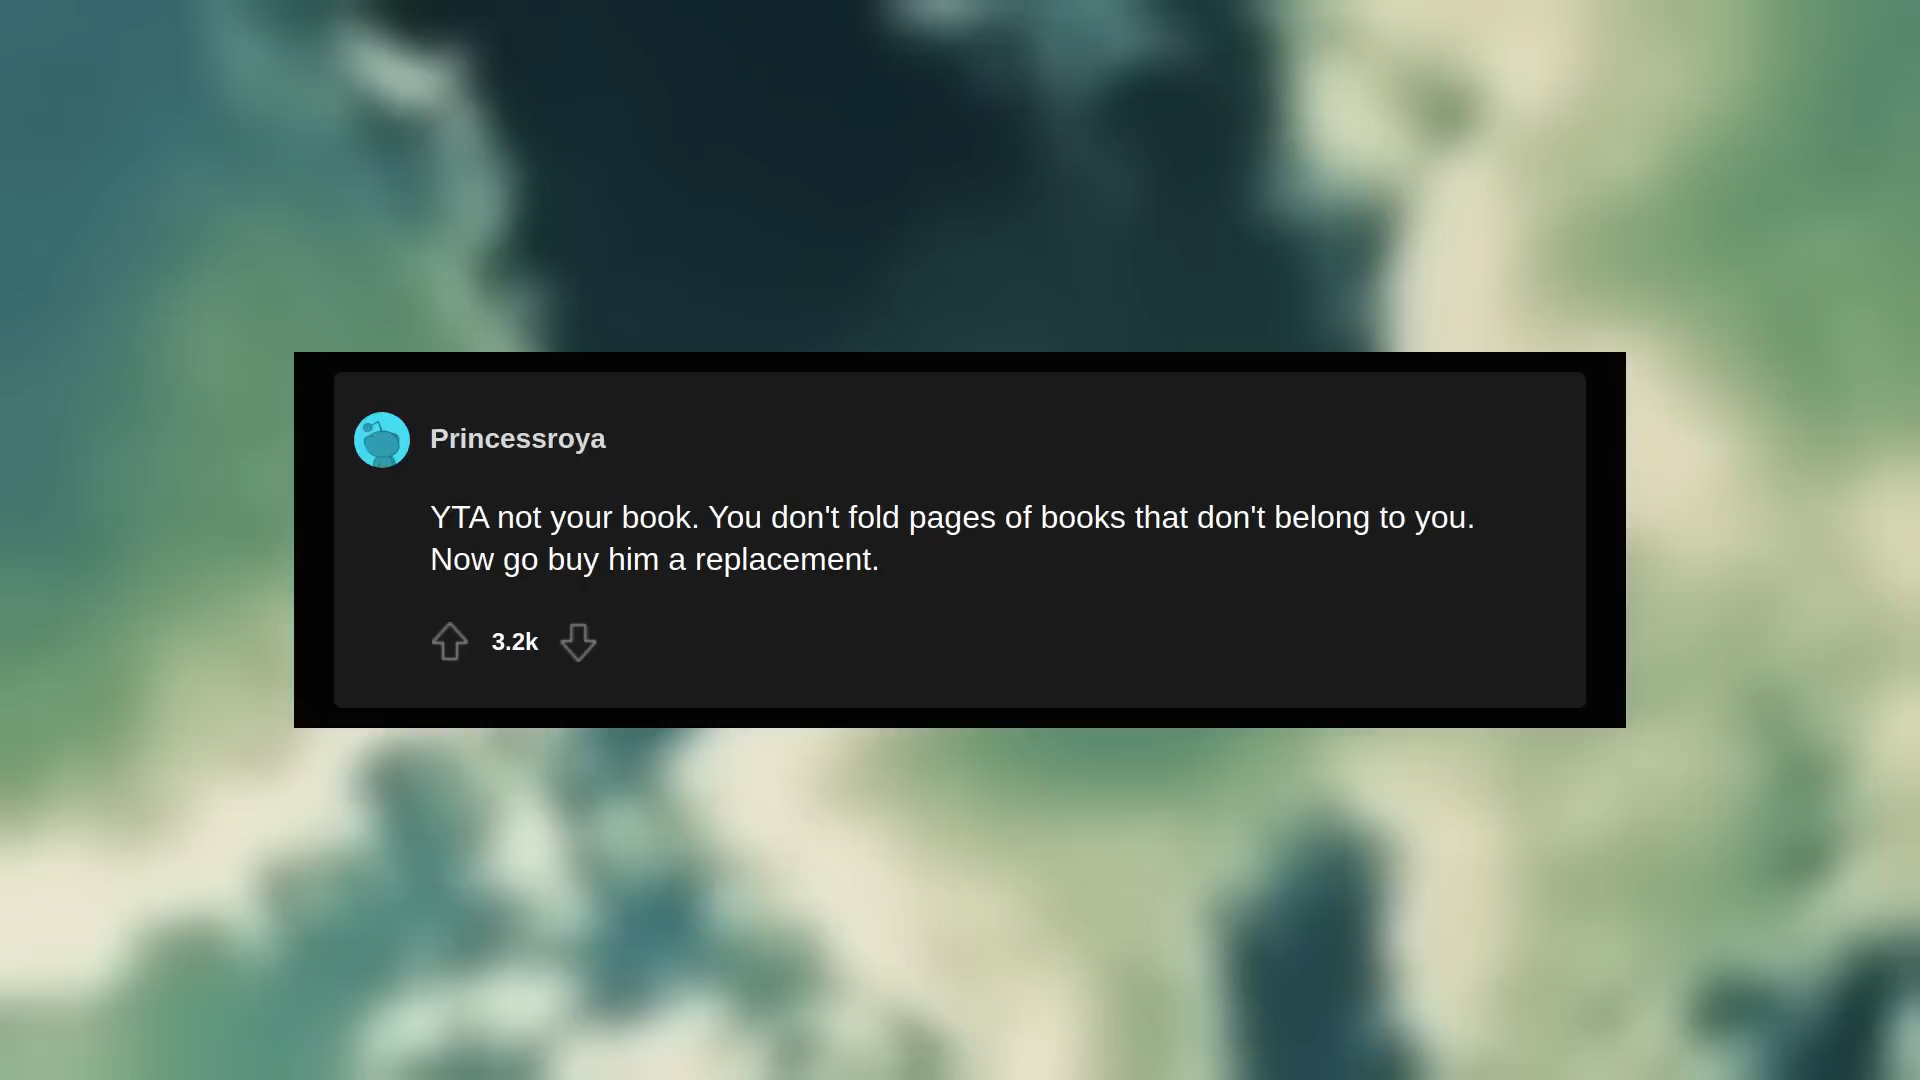 Princessroya
YTA not your book. You don't fold pages of books that don't belong to you.
Now go buy him a replacement.
3.2k